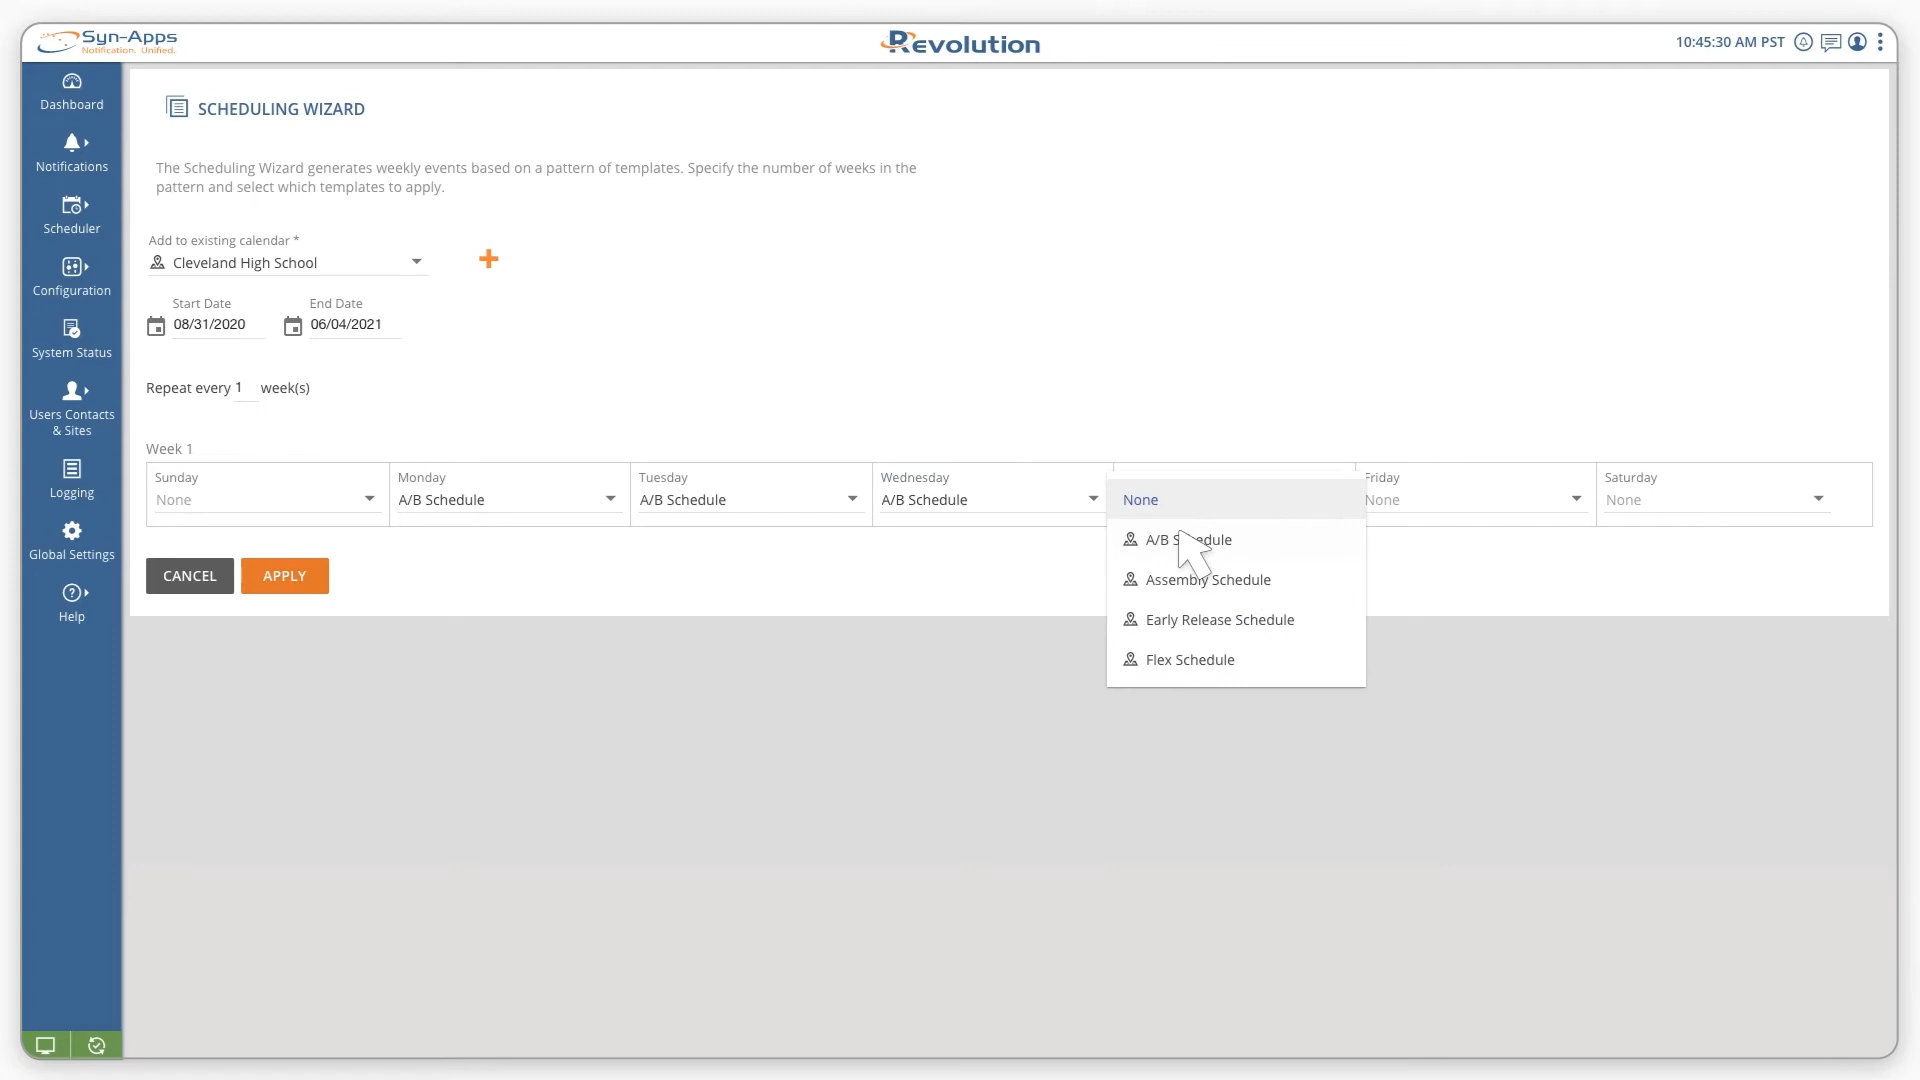 Syn-Apps
Notification. Unified.
Revolution
10:45:30 AM PST
Dashboard
Notifications
Scheduler
Configuration
System Status
Users Contacts
& Sites
Logging
Global Settings
Help
SCHEDULING WIZARD
The Scheduling Wizard generates weekly events based on a pattern of templates. Specify the number of weeks in the
pattern and select which templates to apply.
Add to existing calendar *
Cleveland High School
Start Date
End Date
08/31/2020
06/04/2021
Repeat every 1 week(s)
Week 1
Sunday
None
Monday
A/B Schedule
Tuesday
A/B Schedule
Wednesday
A/B Schedule
None
A/B Schedule
Assembly Schedule
Early Release Schedule
Flex Schedule
Friday
None
Saturday
None
CANCEL
APPLY